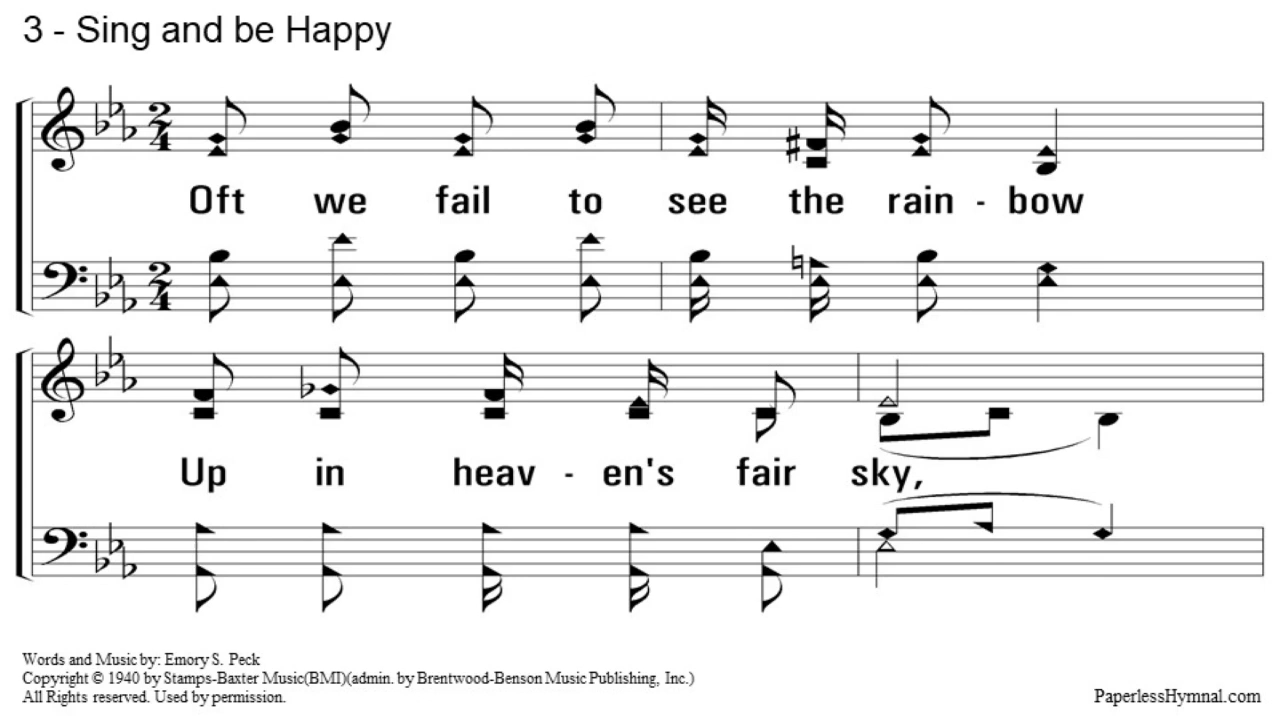 3 - Sing and be Happy
Oft we fail to see the rain - bow
Up in heav - en's fair sky,
Words and Music by: Emory S. Peck
Copyright © 1940 by Stamps-Baxter Music(BMI)(admin. by Brentwood-Benson Music Publishing, Inc.)
All Rights reserved. Used by permission.
PaperlessHymnal.com